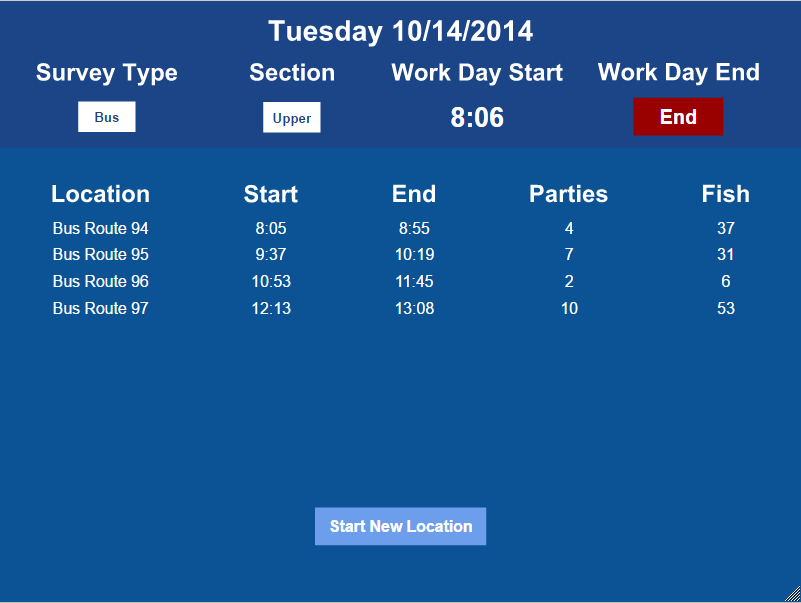 Tuesday 10/14/2014
Survey Type Section Work Day Start Work Day End
Bus Upper 8:06 End
Location Start End Parties Fish
Bus Route 94 8:05 8:55 4 37
Bus Route 95 9:37 10:19 7 31
Bus Route 96 10:53 11:45 2 6
Bus Route 97 12:13 13:08 10 53
Start New Location